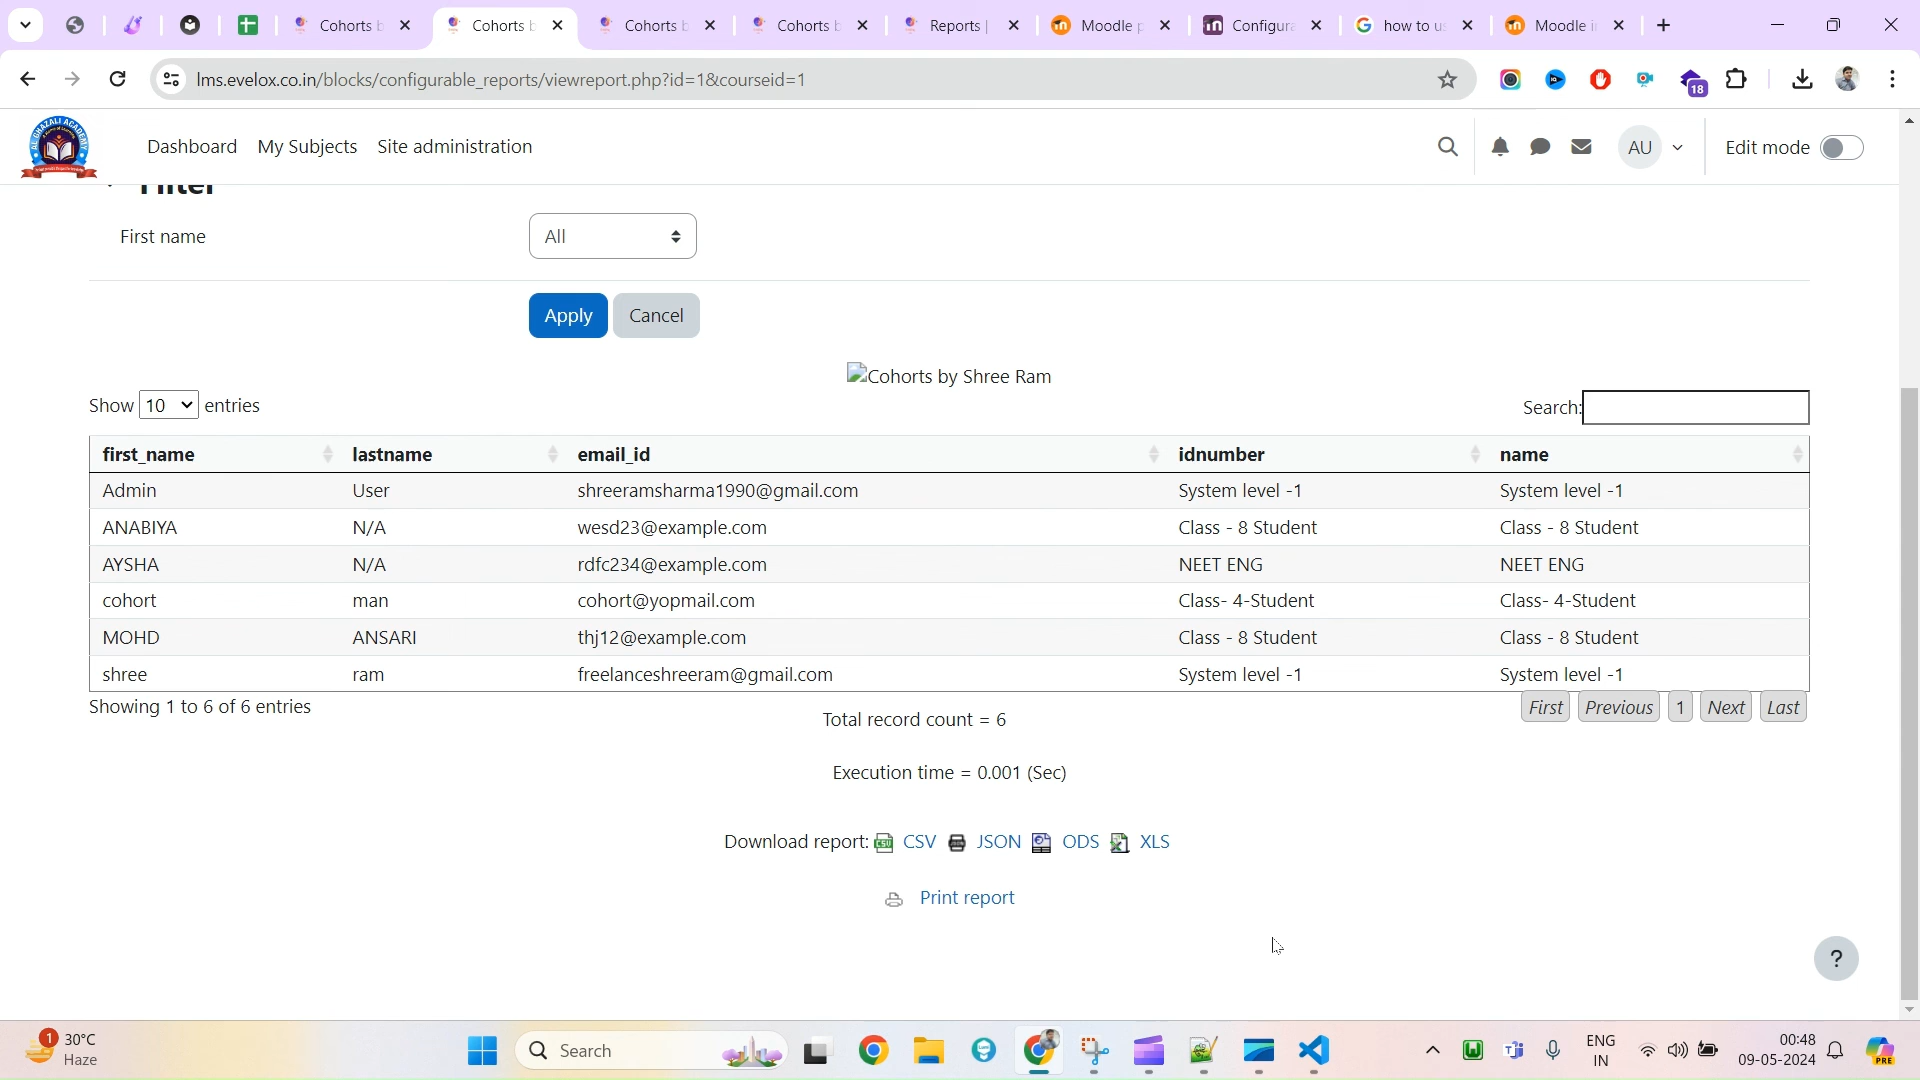 Cohorts b
Cohorts b
Cohorts b
Cohorts b
Reports |
Moodle p
Configura
how to u
Moodle i
lms.evelox.co.in/blocks/configurable_reports/viewreport.php?id=1&courseid=1
18
AL GHAZALI ACADEMY
Dashboard My Subjects Site administration
AU
Edit mode
Filter
First name
All
Apply Cancel
Cohorts by Shree Ram
Show 10 entries
Search:
first_name lastname email_id idnumber name
Admin User shreeramsharma1990@gmail.com System level -1 System level -1
ANABIYA N/A wesd23@example.com Class - 8 Student Class - 8 Student
AYSHA N/A rdfc234@example.com NEET ENG NEET ENG
cohort man cohort@yopmail.com Class- 4-Student Class- 4-Student
MOHD ANSARI thj12@example.com Class - 8 Student Class - 8 Student
shree ram freelanceshreeram@gmail.com System level -1 System level -1
Showing 1 to 6 of 6 entries
First Previous 1 Next Last
Total record count = 6
Execution time = 0.001 (Sec)
Download report: CSV JSON ODS XLS
Print report
?
1
30°C
Haze
Search
ENG
IN
00:48
09-05-2024
PRE